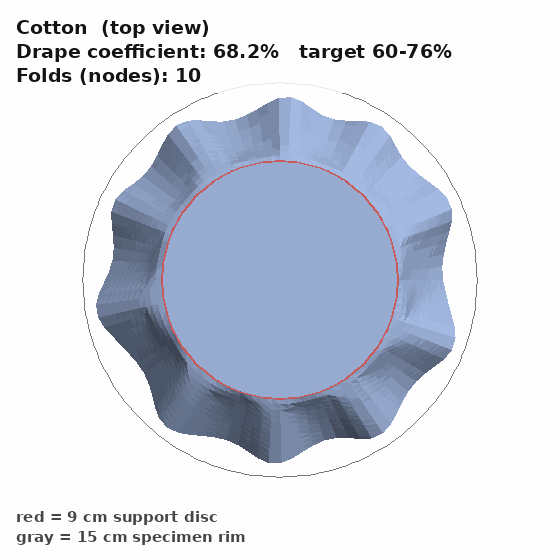 Cotton  (top view)
Drape coefficient: 68.2%   target 60-76%
Folds (nodes): 10
red = 9 cm support disc
gray = 15 cm specimen rim